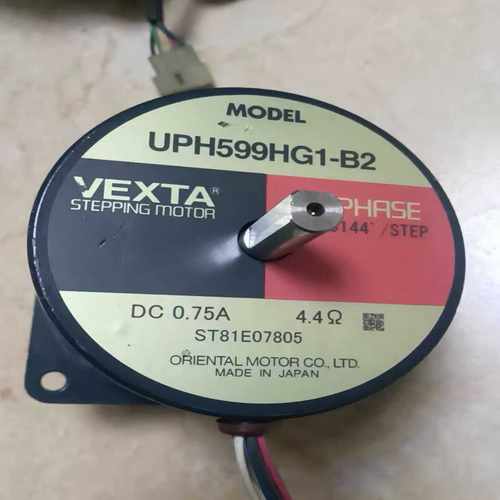 MODEL
UPH599HG1-B2
VEXTA®
STEPPING MOTOR
PHASE
144°/STEP
DC 0.75A
4.4Ω
ST81E07805
ORIENTAL MOTOR CO., LTD.
MADE IN JAPAN